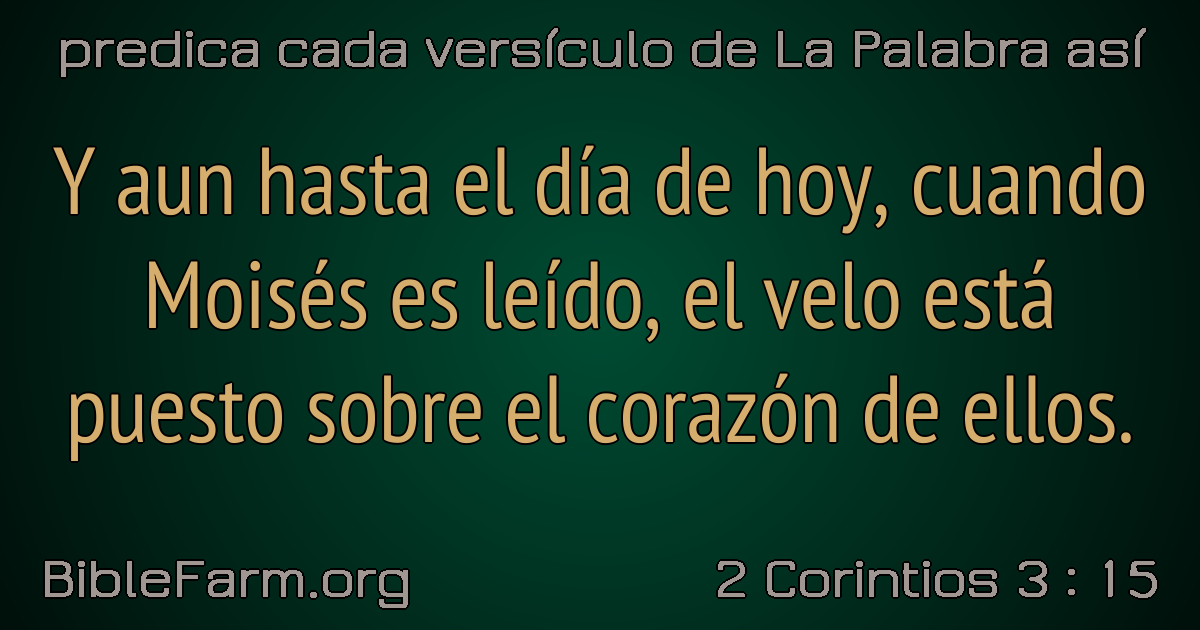 predica cada versículo de La Palabra así
Y aun hasta el día de hoy, cuando
Moisés es leído, el velo está
puesto sobre el corazón de ellos.
BibleFarm.org
2 Corintios 3 : 15